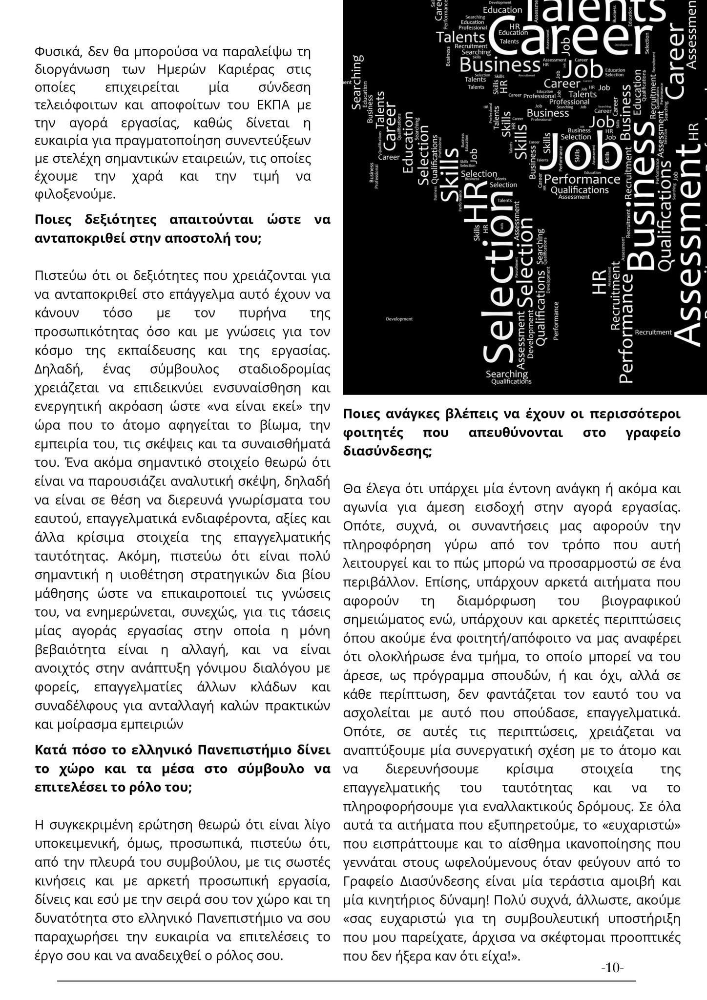 Φυσικά, δεν θα μπορούσα να παραλείψω τη
διοργάνωση των Ημερών Καριέρας στις
οποίες επιχειρείται μία σύνδεση
τελειόφοιτων και αποφοίτων του ΕΚΠΑ με
την αγορά εργασίας, καθώς δίνεται η
ευκαιρία για πραγματοποίηση συνεντεύξεων
με στελέχη σημαντικών εταιρειών, τις οποίες
έχουμε την χαρά και την τιμή να
φιλοξενούμε.
Ποιες δεξιότητες απαιτούνται ώστε να
ανταποκριθεί στην αποστολή του;
Πιστεύω ότι οι δεξιότητες που χρειάζονται για
να ανταποκριθεί στο επάγγελμα αυτό έχουν να
κάνουν τόσο με τον πυρήνα της
προσωπικότητας όσο και με γνώσεις για τον
κόσμο της εκπαίδευσης και της εργασίας.
Δηλαδή, ένας σύμβουλος σταδιοδρομίας
χρειάζεται να επιδεικνύει ενσυναίσθηση και
ενεργητική ακρόαση ώστε «να είναι εκεί» την
ώρα που το άτομο αφηγείται το βίωμα, την
εμπειρία του, τις σκέψεις και τα συναισθήματά
του. Ένα ακόμα σημαντικό στοιχείο θεωρώ ότι
είναι να παρουσιάζει αναλυτική σκέψη, δηλαδή
να είναι σε θέση να διερευνά γνωρίσματα του
εαυτού, επαγγελματικά ενδιαφέροντα, αξίες και
άλλα κρίσιμα στοιχεία της επαγγελματικής
ταυτότητας. Ακόμη, πιστεύω ότι είναι πολύ
σημαντική η υιοθέτηση στρατηγικών δια βίου
μάθησης ώστε να επικαιροποιεί τις γνώσεις
του, να ενημερώνεται, συνεχώς, για τις τάσεις
μίας αγοράς εργασίας στην οποία η μόνη
βεβαιότητα είναι η αλλαγή, και να είναι
ανοιχτός στην ανάπτυξη γόνιμου διαλόγου με
φορείς, επαγγελματίες άλλων κλάδων και
συναδέλφους για ανταλλαγή καλών πρακτικών
και μοίρασμα εμπειριών
Κατά πόσο το ελληνικό Πανεπιστήμιο δίνει
το χώρο και τα μέσα στο σύμβουλο να
επιτελέσει το ρόλο του;
Η συγκεκριμένη ερώτηση θεωρώ ότι είναι λίγο
υποκειμενική, όμως, προσωπικά, πιστεύω ότι,
από την πλευρά του συμβούλου, με τις σωστές
κινήσεις και με αρκετή προσωπική εργασία,
δίνεις και εσύ με την σειρά σου τον χώρο και τη
δυνατότητα στο ελληνικό Πανεπιστήμιο να σου
παραχωρήσει την ευκαιρία να επιτελέσεις το
έργο σου και να αναδειχθεί ο ρόλος σου.
Talents
Career
Business
Job
Talents
Career
Job
Performance
Qualifications
Assessment
Searching
Talents
Career
Education
Selection
Qualifications
Skills
HR
Selection
Selection
Business
Qualifications
Assessment
Career
HR
Recruitment
Performance
Recruitment
Development
Searching
Qualifications
Ποιες ανάγκες βλέπεις να έχουν οι περισσότεροι
φοιτητές που απευθύνονται στο γραφείο
διασύνδεσης;
Θα έλεγα ότι υπάρχει μία έντονη ανάγκη ή ακόμα και
αγωνία για άμεση εισδοχή στην αγορά εργασίας.
Οπότε, συχνά, οι συναντήσεις μας αφορούν την
πληροφόρηση γύρω από τον τρόπο που αυτή
λειτουργεί και το πώς μπορώ να προσαρμοστώ σε ένα
περιβάλλον. Επίσης, υπάρχουν αρκετά αιτήματα που
αφορούν τη διαμόρφωση του βιογραφικού
σημειώματος ενώ, υπάρχουν και αρκετές περιπτώσεις
όπου ακούμε ένα φοιτητή/απόφοιτο να μας αναφέρει
ότι ολοκλήρωσε ένα τμήμα, το οποίο μπορεί να του
άρεσε, ως πρόγραμμα σπουδών, ή και όχι, αλλά σε
κάθε περίπτωση, δεν φαντάζεται τον εαυτό του να
ασχολείται με αυτό που σπούδασε, επαγγελματικά.
Οπότε, σε αυτές τις περιπτώσεις, χρειάζεται να
αναπτύξουμε μία συνεργατική σχέση με το άτομο και
να διερευνήσουμε κρίσιμα στοιχεία της
επαγγελματικής του ταυτότητας και να το
πληροφορήσουμε για εναλλακτικούς δρόμους. Σε όλα
αυτά τα αιτήματα που εξυπηρετούμε, το «ευχαριστώ»
που εισπράττουμε και το αίσθημα ικανοποίησης που
γεννάται στους ωφελούμενους όταν φεύγουν από το
Γραφείο Διασύνδεσης είναι μία τεράστια αμοιβή και
μία κινητήριος δύναμη! Πολύ συχνά, άλλωστε, ακούμε
«σας ευχαριστώ για τη συμβουλευτική υποστήριξη
που μου παρείχατε, άρχισα να σκέφτομαι προοπτικές
που δεν ήξερα καν ότι είχα!».
-10-